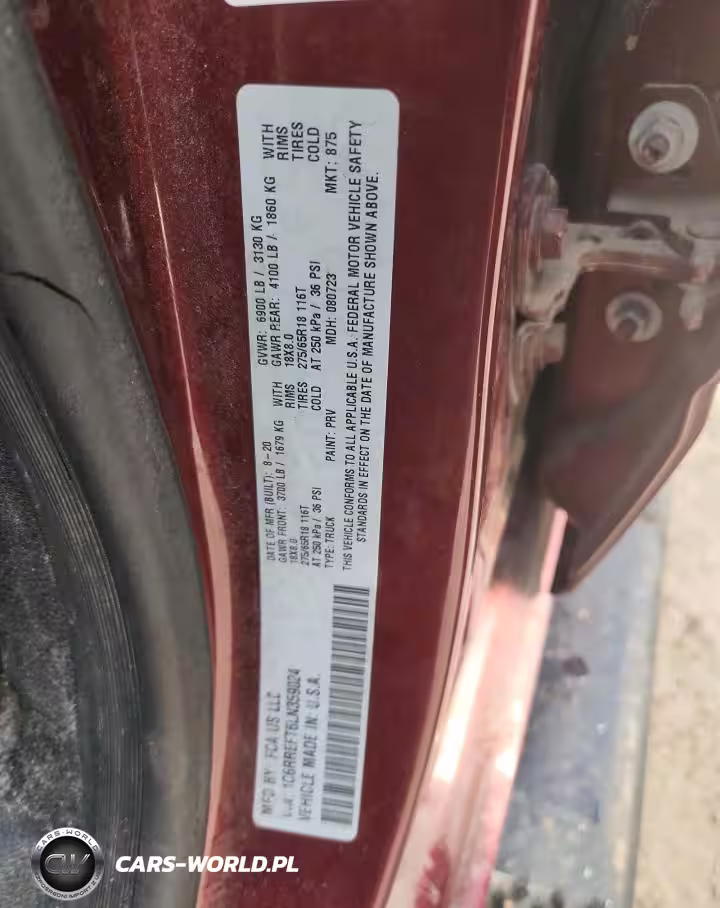 MFD BY: FCA US LLC
DATE OF MFR (BUILT): 8-20
GVWR: 6900 LB / 3130 KG
GAWR FRONT: 3700 LB / 1679 KG WITH
GAWR REAR: 4100 LB / 1860 KG WITH
18X8.0 RIMS
18X8.0 RIMS
275/65R18 116T TIRES
275/65R18 116T TIRES
AT 250 kPa / 36 PSI COLD
AT 250 kPa / 36 PSI COLD
VIN: 1C6RREFT6LN359024
TYPE: TRUCK
PAINT: PRV
MDH: 080723
MKT: 875
VEHICLE MADE IN: U.S.A.
THIS VEHICLE CONFORMS TO ALL APPLICABLE U.S.A. FEDERAL MOTOR VEHICLE SAFETY
STANDARDS IN EFFECT ON THE DATE OF MANUFACTURE SHOWN ABOVE.
CARS-WORLD
CW
CARS-WORLD.PL